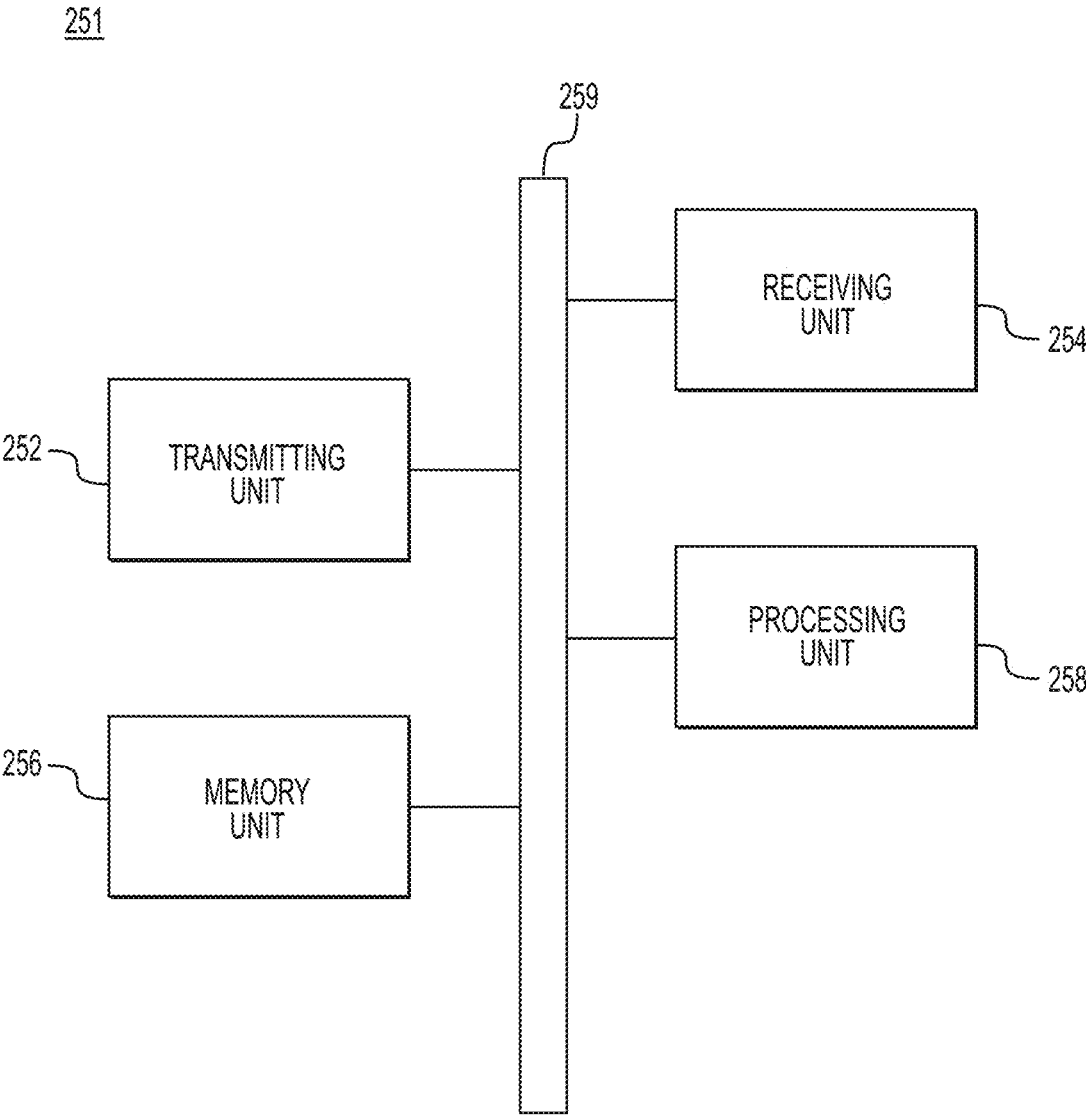 251
259
RECEIVING
UNIT
254
252
TRANSMITTING
UNIT
PROCESSING
UNIT
258
256
MEMORY
UNIT